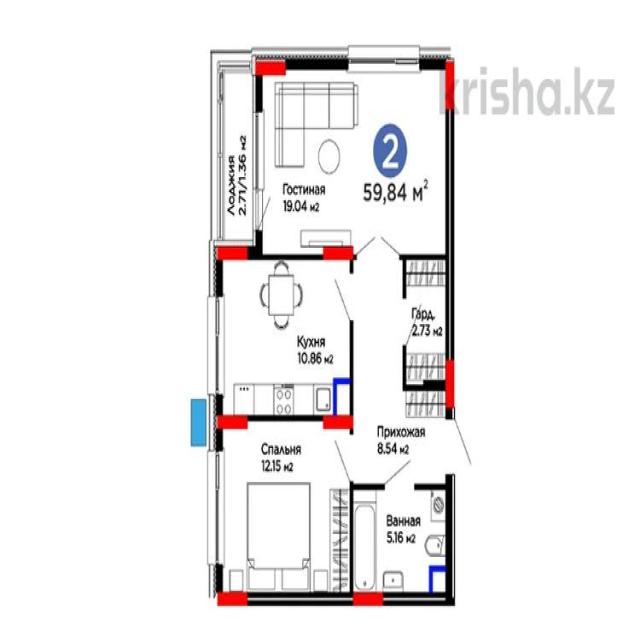 krisha.kz
2
59,84 м²
Лоджия
2.71/1.36 м2
Гостиная
19.04 м2
Гард.
2.73 м2
Кухня
10.86 м2
Прихожая
8.54 м2
Спальня
12.15 м2
Ванная
5.16 м2